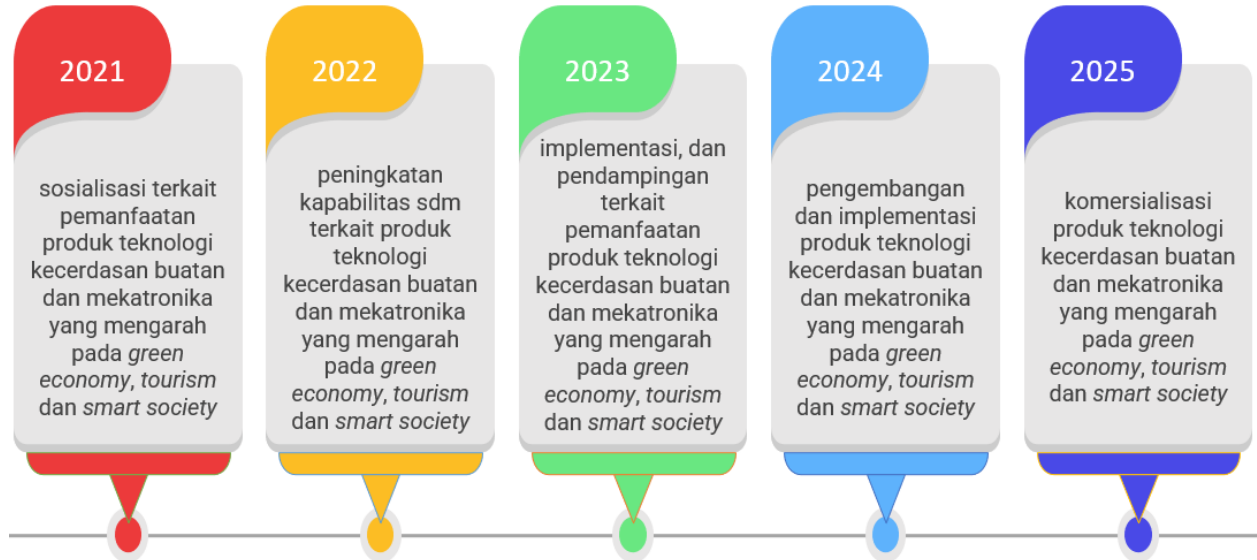 2021
sosialisasi terkait
pemanfaatan
produk teknologi
kecerdasan buatan
dan mekatronika
yang mengarah
pada green
economy, tourism
dan smart society
2022
peningkatan
kapabilitas sdm
terkait produk
teknologi
kecerdasan buatan
dan mekatronika
yang mengarah
pada green
economy, tourism
dan smart society
2023
implementasi, dan
pendampingan
terkait
pemanfaatan
produk teknologi
kecerdasan buatan
dan mekatronika
yang mengarah
pada green
economy, tourism
dan smart society
2024
pengembangan
dan implementasi
produk teknologi
kecerdasan buatan
dan mekatronika
yang mengarah
pada green
economy, tourism
dan smart society
2025
komersialisasi
produk teknologi
kecerdasan buatan
dan mekatronika
yang mengarah
pada green
economy, tourism
dan smart society